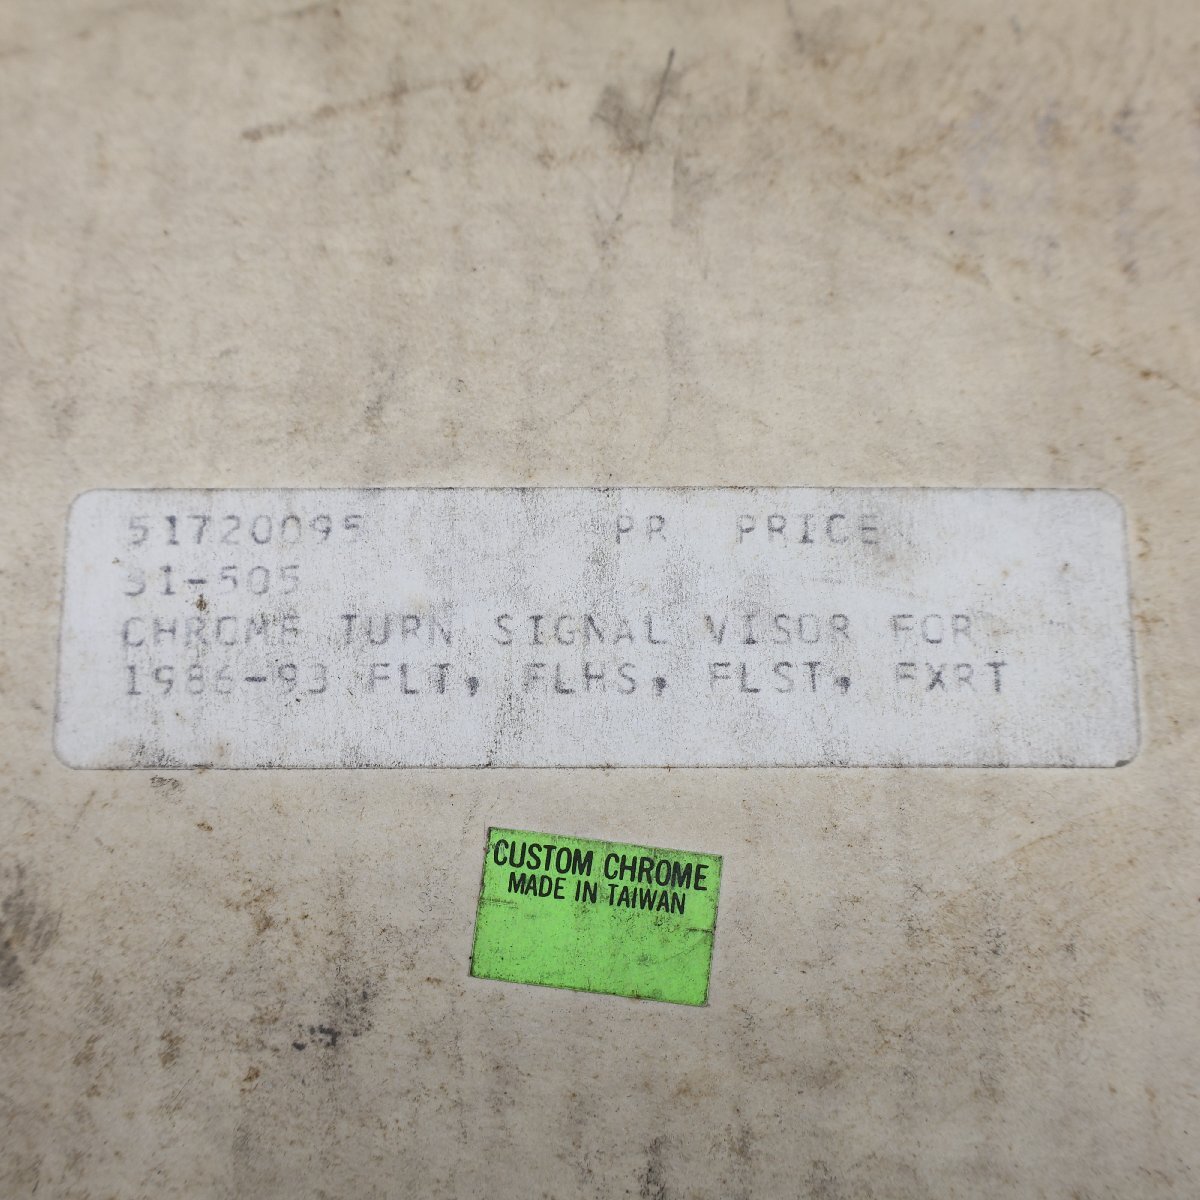 51720095 PR PRICE
31-505
CHROME TURN SIGNAL VISOR FOR
1986-93 FLT, FLHS, FLST, FXRT
CUSTOM CHROME
MADE IN TAIWAN